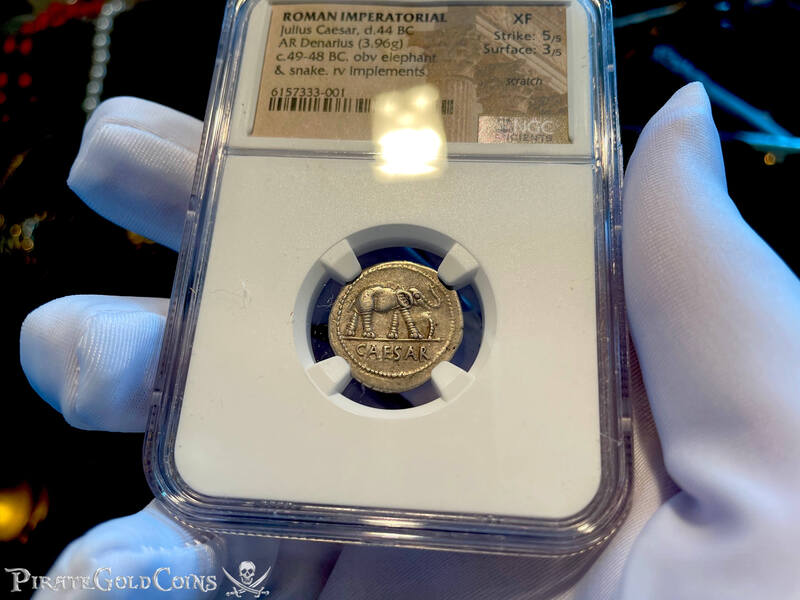 ROMAN IMPERATORIAL
Julius Caesar, d.44 BC
AR Denarius (3.96g)
c.49-48 BC. obv elephant
& snake. rv implements
6157333-001
XF
Strike: 5/5
Surface: 3/5
scratch
NGC
CAESAR
PIRATEGOLDCOINS